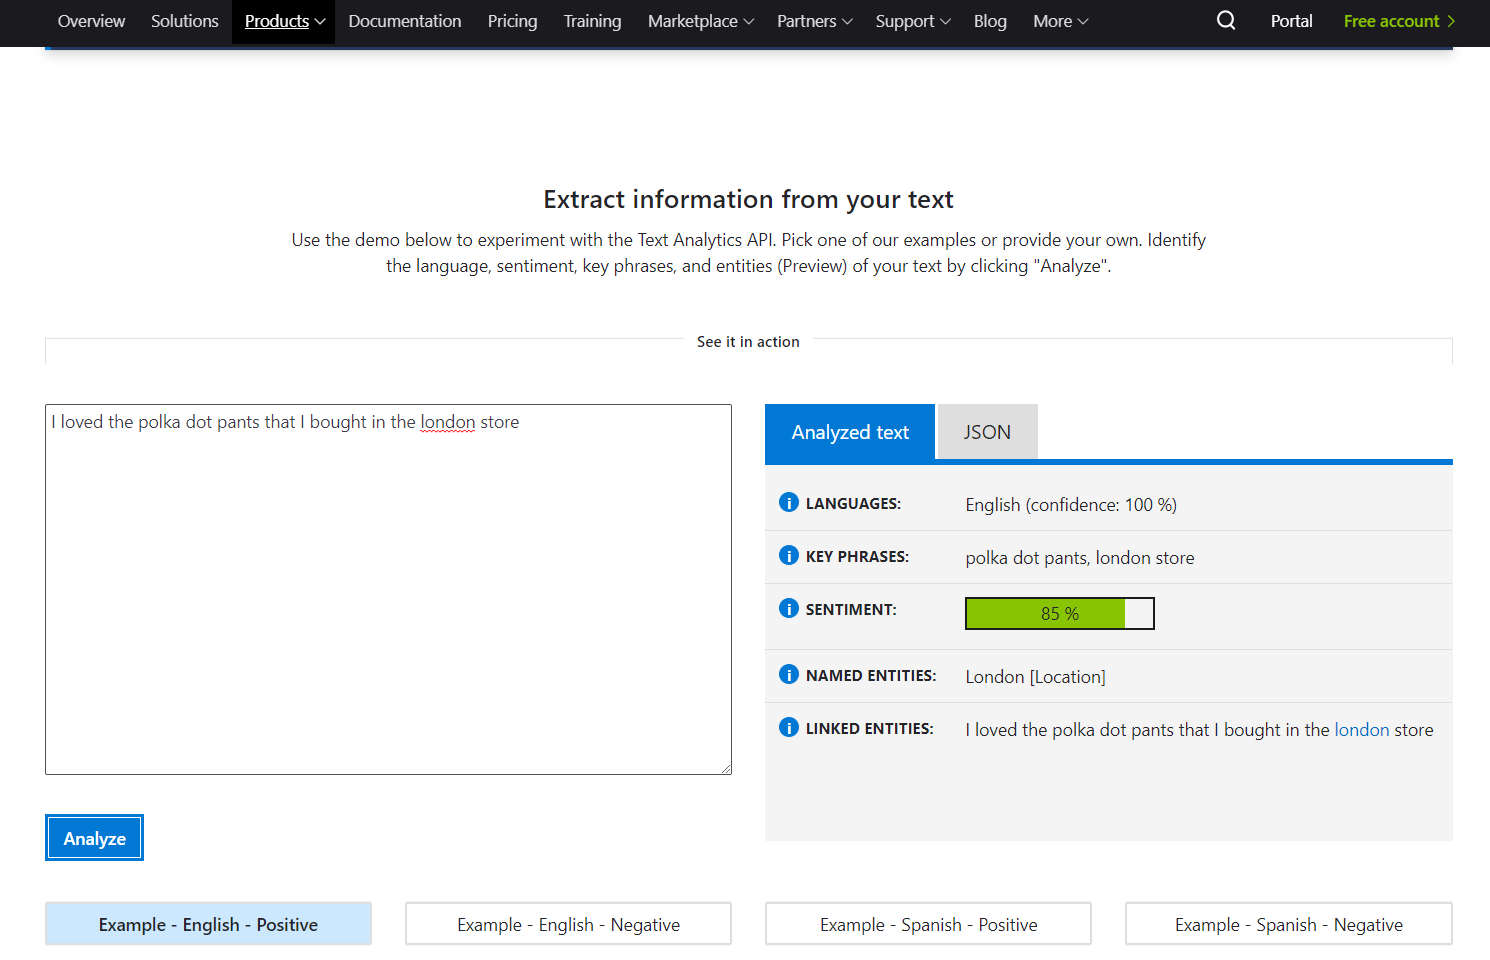 Overview Solutions Products Documentation Pricing Training Marketplace Partners Support Blog More Portal Free account
Extract information from your text
Use the demo below to experiment with the Text Analytics API. Pick one of our examples or provide your own. Identify
the language, sentiment, key phrases, and entities (Preview) of your text by clicking "Analyze".
See it in action
I loved the polka dot pants that I bought in the london store
Analyzed text JSON
LANGUAGES: English (confidence: 100 %)
KEY PHRASES: polka dot pants, london store
SENTIMENT: 85 %
NAMED ENTITIES: London [Location]
LINKED ENTITIES: I loved the polka dot pants that I bought in the london store
Analyze
Example - English - Positive Example - English - Negative Example - Spanish - Positive Example - Spanish - Negative